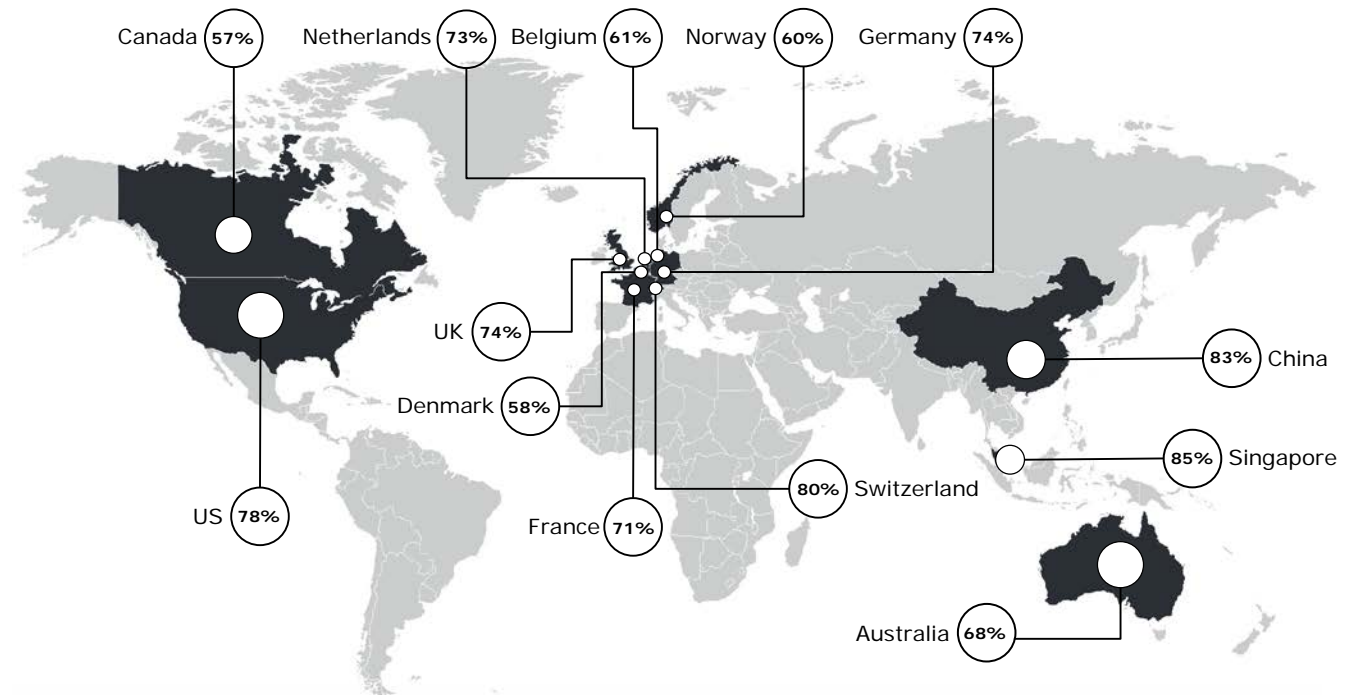 Canada 57%
Netherlands 73%
Belgium 61%
Norway 60%
Germany 74%
UK 74%
83% China
Denmark 58%
85% Singapore
80% Switzerland
US 78%
France 71%
Australia 68%